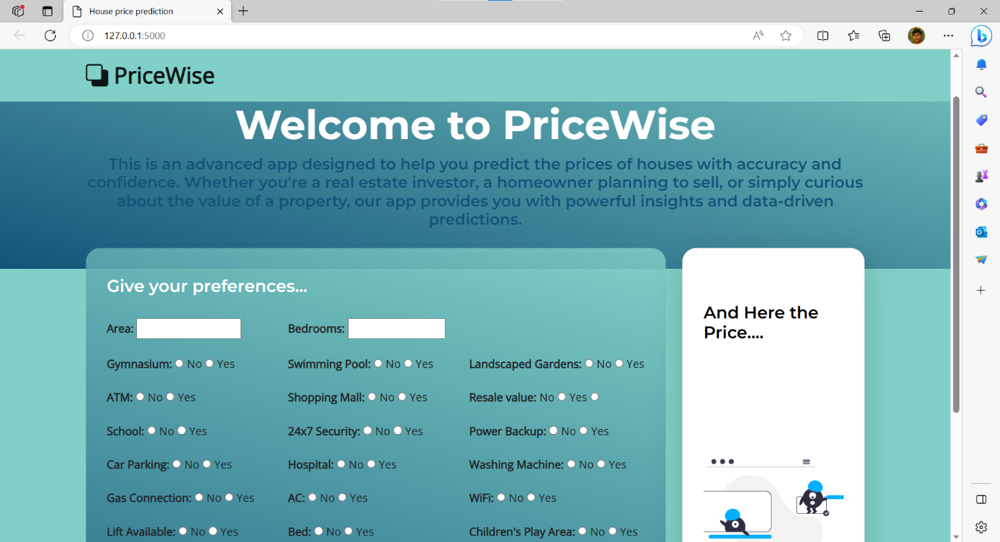 House price prediction
127.0.0.1:5000
PriceWise
Welcome to PriceWise
This is an advanced app designed to help you predict the prices of houses with accuracy and
confidence. Whether you're a real estate investor, a homeowner planning to sell, or simply curious
about the value of a property, our app provides you with powerful insights and data-driven
predictions.
Give your preferences...
Area:
Bedrooms:
Gymnasium: No Yes
Swimming Pool: No Yes
Landscaped Gardens: No Yes
ATM: No Yes
Shopping Mall: No Yes
Resale value: No Yes
School: No Yes
24x7 Security: No Yes
Power Backup: No Yes
Car Parking: No Yes
Hospital: No Yes
Washing Machine: No Yes
Gas Connection: No Yes
AC: No Yes
WiFi: No Yes
Lift Available: No Yes
Bed: No Yes
Children's Play Area: No Yes
And Here the
Price....